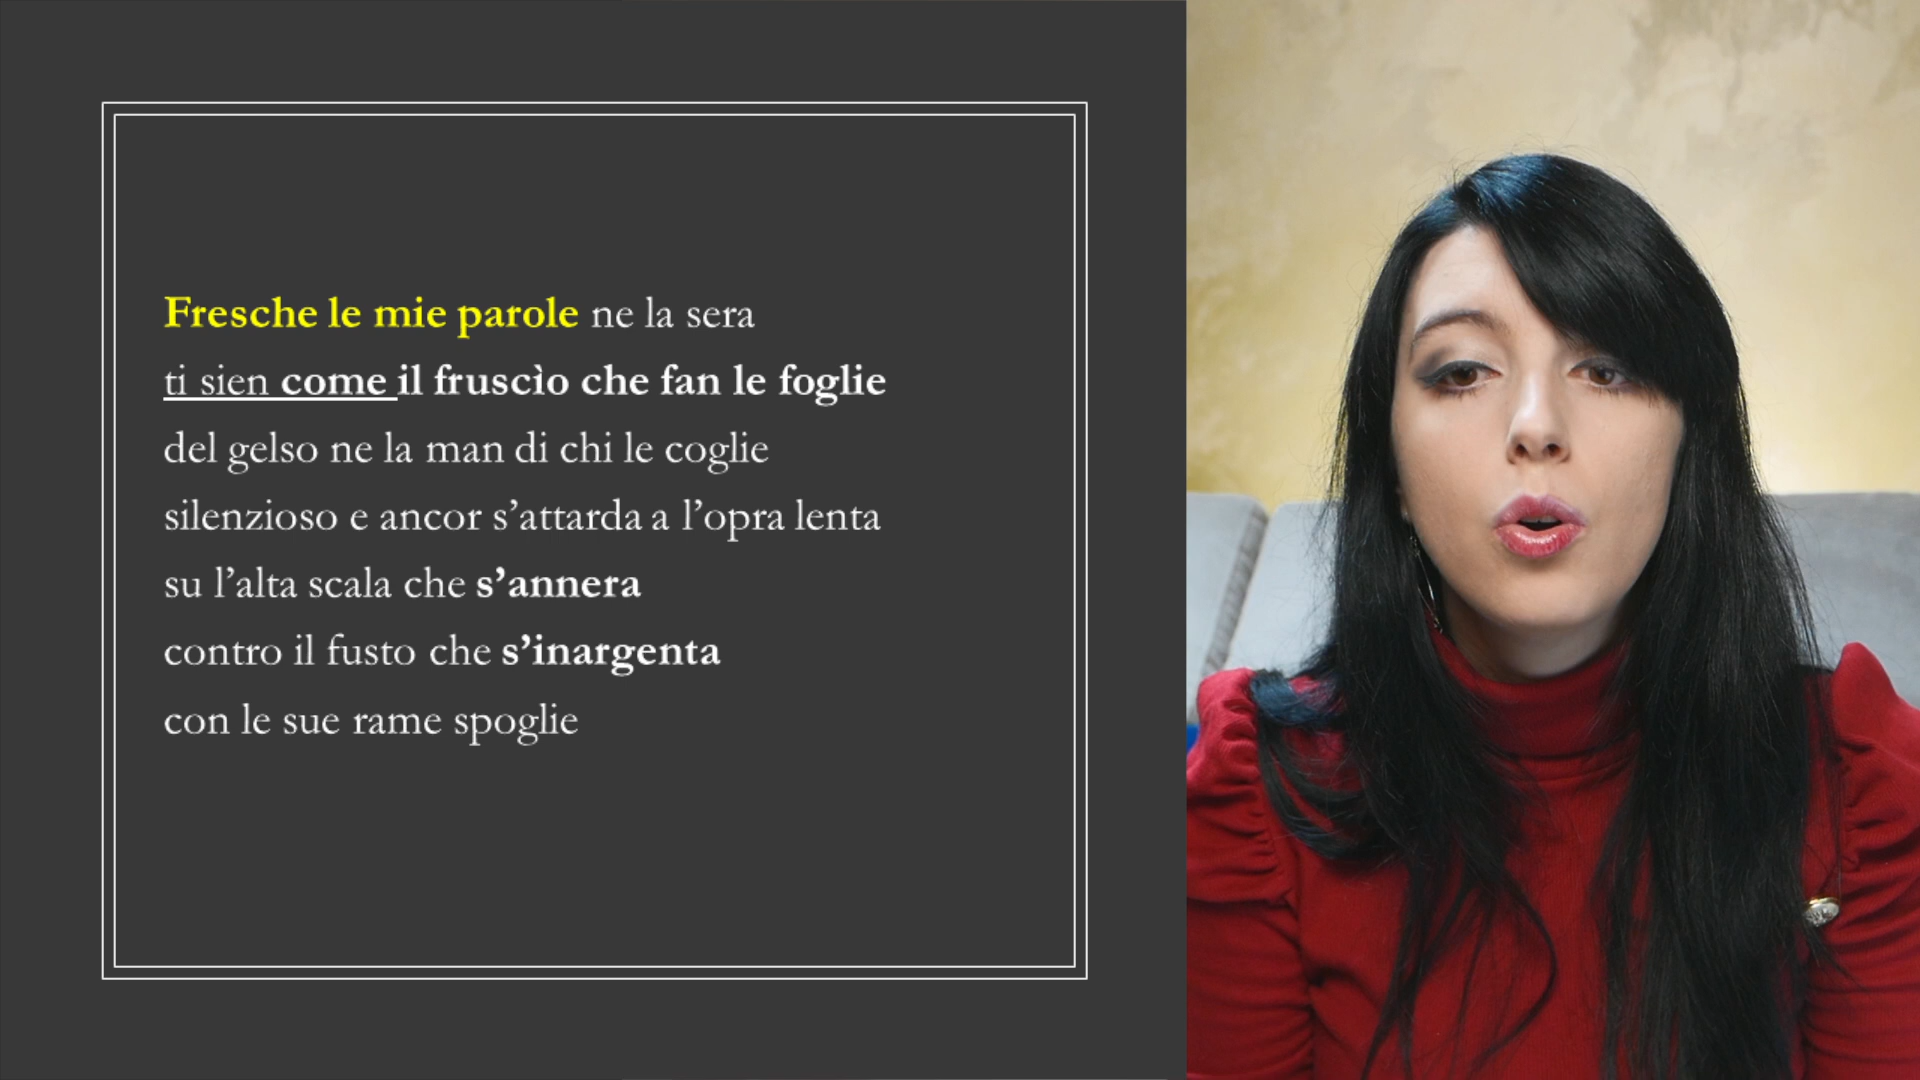 Fresche le mie parole ne la sera
ti sien come il fruscìo che fan le foglie
del gelso ne la man di chi le coglie
silenzioso e ancor s’attarda a l’opra lenta
su l’alta scala che s’annera
contro il fusto che s’inargenta
con le sue rame spoglie